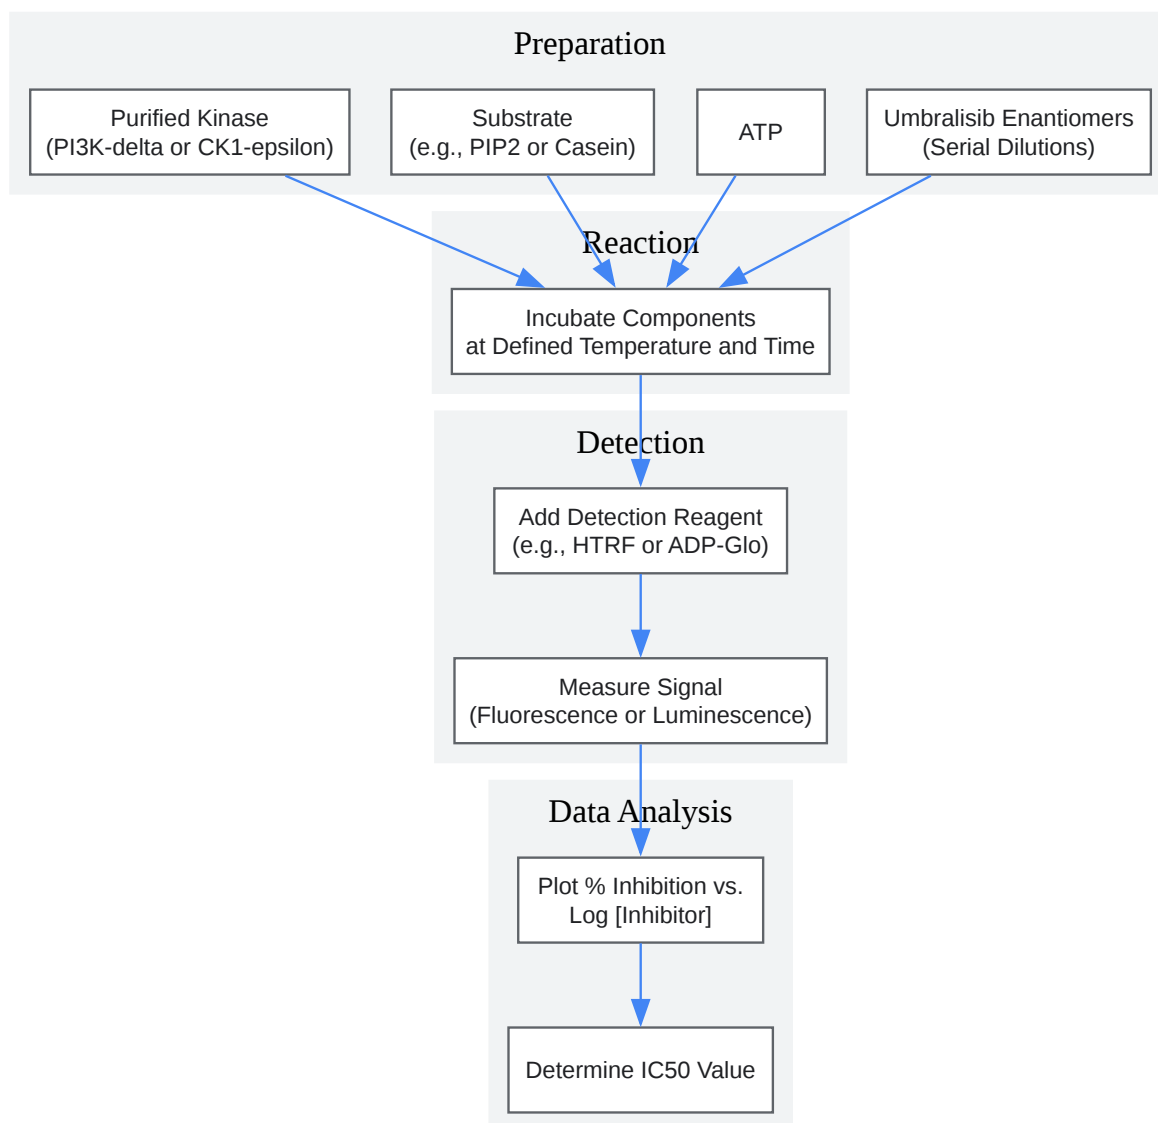 Preparation
Purified Kinase
(PI3K-delta or CK1-epsilon)
Substrate
(e.g., PIP2 or Casein)
ATP
Umbralisib Enantiomers
(Serial Dilutions)
Reaction
Incubate Components
at Defined Temperature and Time
Detection
Add Detection Reagent
(e.g., HTRF or ADP-Glo)
Measure Signal
(Fluorescence or Luminescence)
Data Analysis
Plot % Inhibition vs.
Log [Inhibitor]
Determine IC50 Value